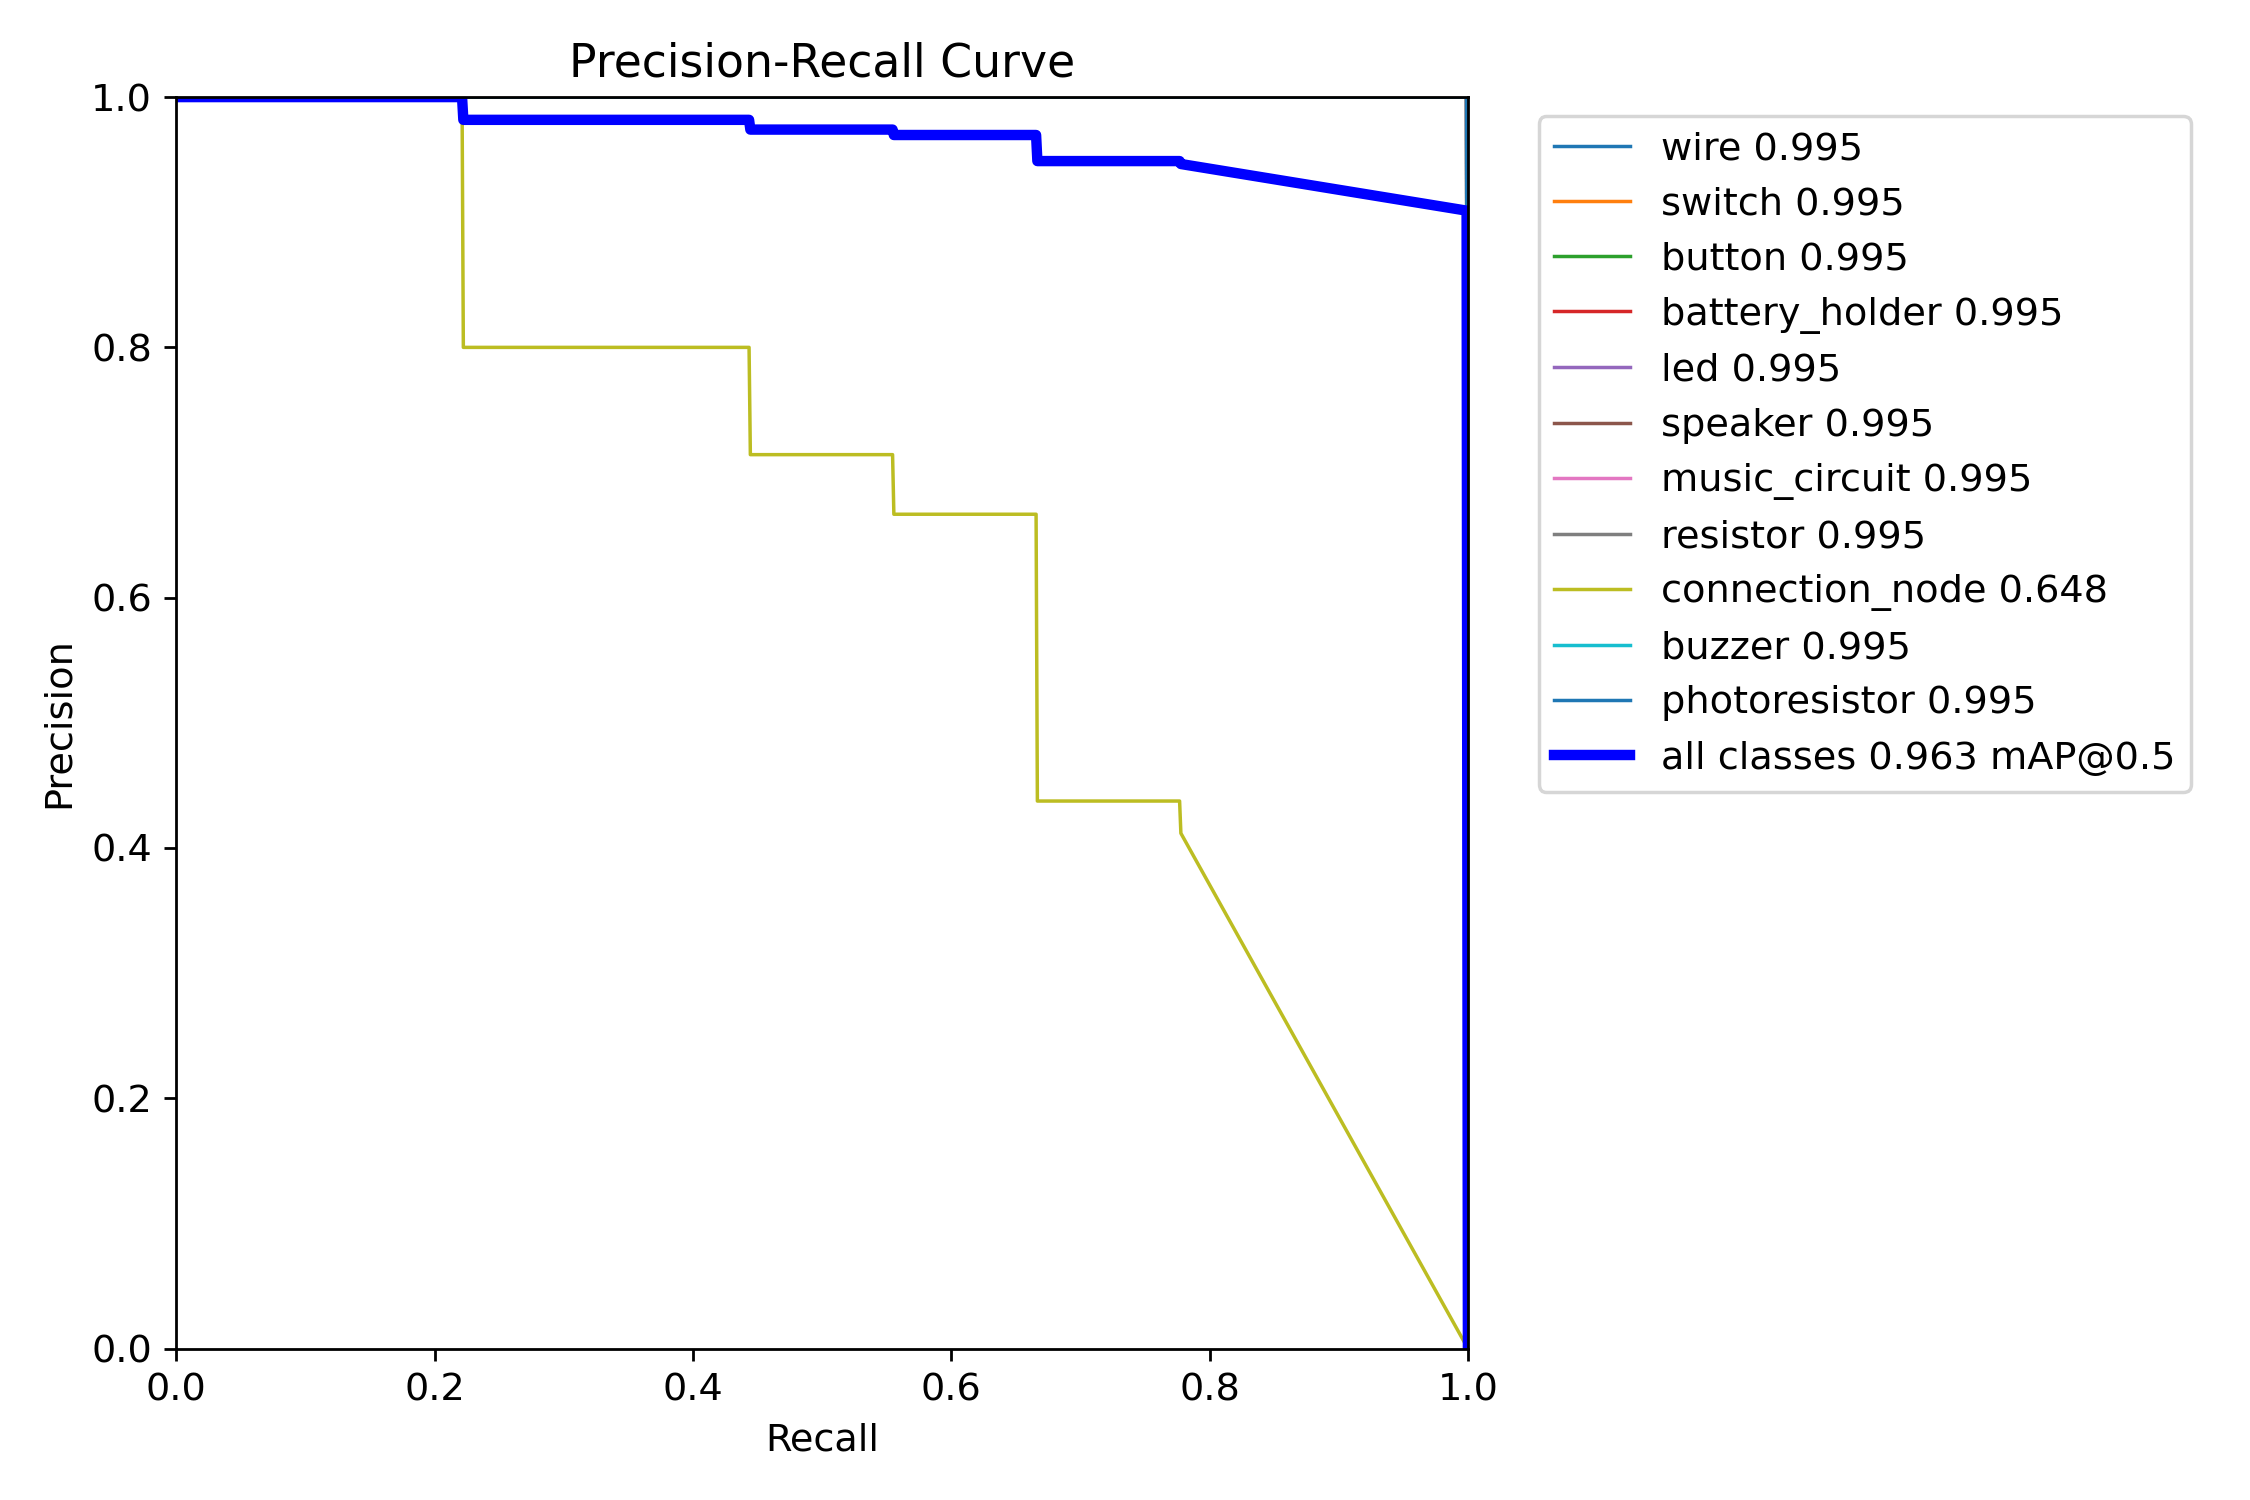 Precision-Recall Curve
1.0
0.8
0.6
0.4
0.2
0.0
Precision
0.0 0.2 0.4 0.6 0.8 1.0
Recall
wire 0.995
switch 0.995
button 0.995
battery_holder 0.995
led 0.995
speaker 0.995
music_circuit 0.995
resistor 0.995
connection_node 0.648
buzzer 0.995
photoresistor 0.995
all classes 0.963 mAP@0.5